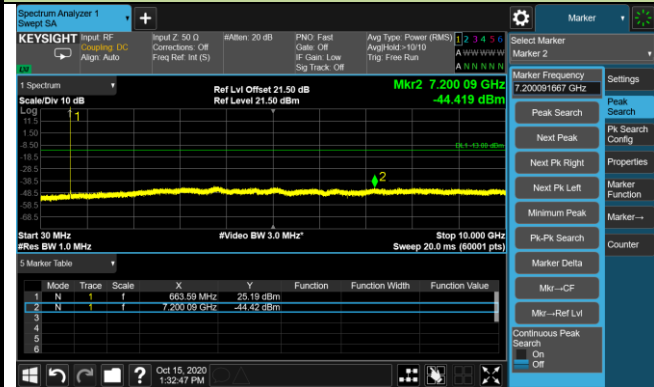 Spectrum Analyzer 1
Swept SA
Marker
KEYSIGHT
Input: RF
Coupling: DC
Align: Auto
Input Z: 50 Ω
Corrections: Off
Freq Ref: Int (S)
#Atten: 20 dB
PNO: Fast
Gate: Off
IF Gain: Low
Sig Track: Off
Avg Type: Power (RMS)
Avg|Hold:>10/10
Trig: Free Run
1 2 3 4 5 6
A W W W W W
A N N N N N
Select Marker
Marker 2
LXI
1 Spectrum
Scale/Div 10 dB
Ref Lvl Offset 21.50 dB
Ref Level 21.50 dBm
Mkr2 7.200 09 GHz
-44.419 dBm
Log
11.5
1.50
-8.50
-18.5
-28.5
-38.5
-48.5
-58.5
-68.5
1
DL1 -13.00 dBm
2
Start 30 MHz
#Res BW 1.0 MHz
#Video BW 3.0 MHz*
Stop 10.000 GHz
Sweep 20.0 ms (60001 pts)
5 Marker Table
Mode Trace Scale X Y Function Function Width Function Value
1 N 1 f 663.59 MHz 25.19 dBm
2 N 1 f 7.200 09 GHz -44.42 dBm
3
4
5
6
Marker Frequency
7.200091667 GHz
Peak Search
Next Peak
Next Pk Right
Next Pk Left
Minimum Peak
Pk-Pk Search
Marker Delta
Mkr→CF
Mkr→Ref Lvl
Continuous Peak
Search
On
Off
Settings
Peak
Search
Pk Search
Config
Properties
Marker
Function
Marker→
Counter
?
Oct 15, 2020
1:32:47 PM